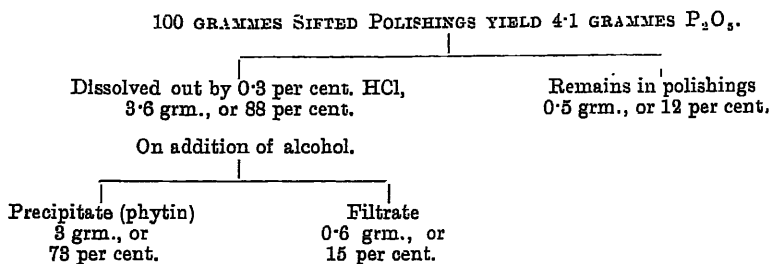 100 GRAMMES SIFTED POLISHINGS YIELD 4·1 GRAMMES P₂O₅.
Dissolved out by 0·3 per cent. HCl,
3·6 grm., or 88 per cent.
Remains in polishings
0·5 grm., or 12 per cent.
On addition of alcohol.
Precipitate (phytin)
3 grm., or
73 per cent.
Filtrate
0·6 grm., or
15 per cent.